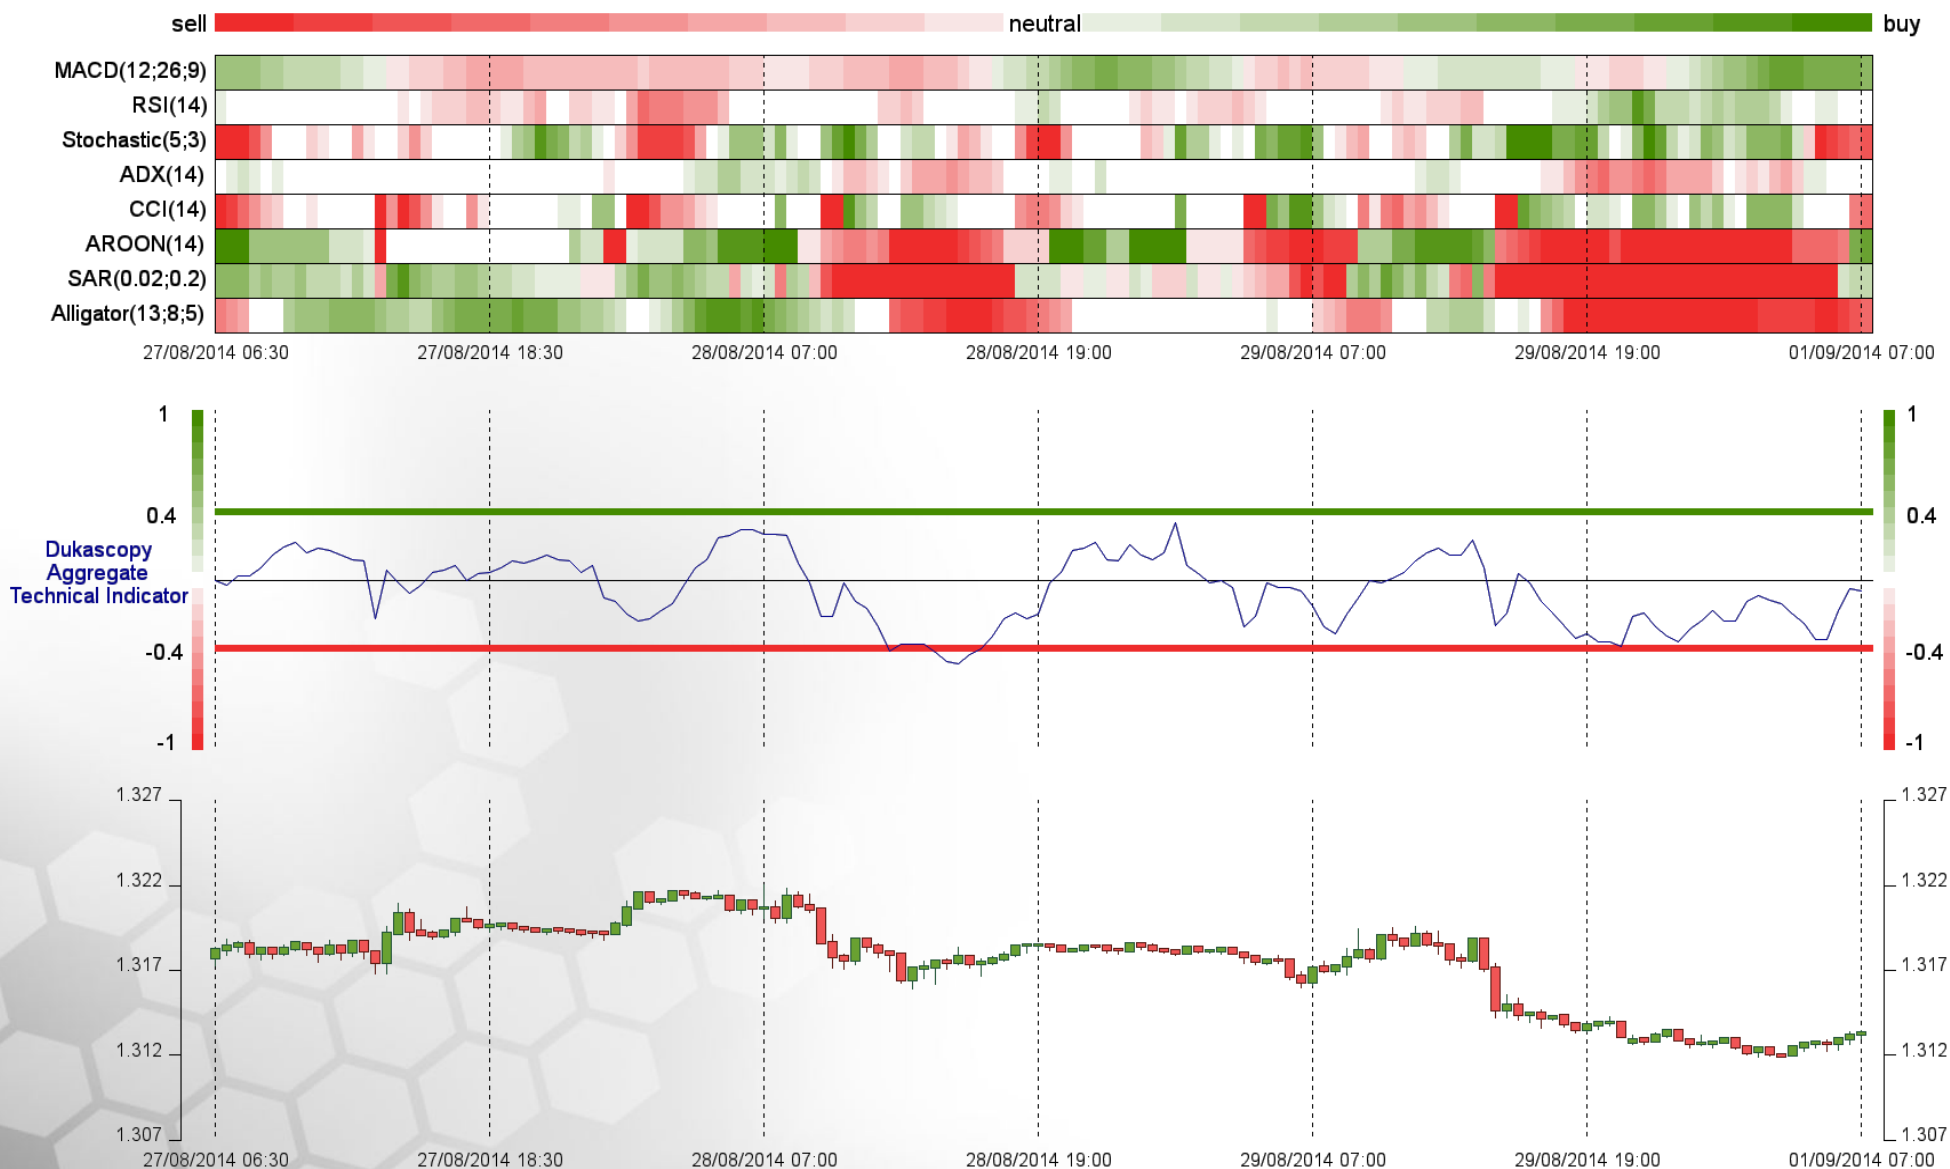 sell neutral buy
MACD(12;26;9)
RSI(14)
Stochastic(5;3)
ADX(14)
CCI(14)
AROON(14)
SAR(0.02;0.2)
Alligator(13;8;5)
27/08/2014 06:30 27/08/2014 18:30 28/08/2014 07:00 28/08/2014 19:00 29/08/2014 07:00 29/08/2014 19:00 01/09/2014 07:00
1 1
0.4 0.4
Dukascopy
Aggregate
Technical Indicator
-0.4 -0.4
-1 -1
1.327 1.327
1.322 1.322
1.317 1.317
1.312 1.312
1.307 1.307
27/08/2014 06:30 27/08/2014 18:30 28/08/2014 07:00 28/08/2014 19:00 29/08/2014 07:00 29/08/2014 19:00 01/09/2014 07:00